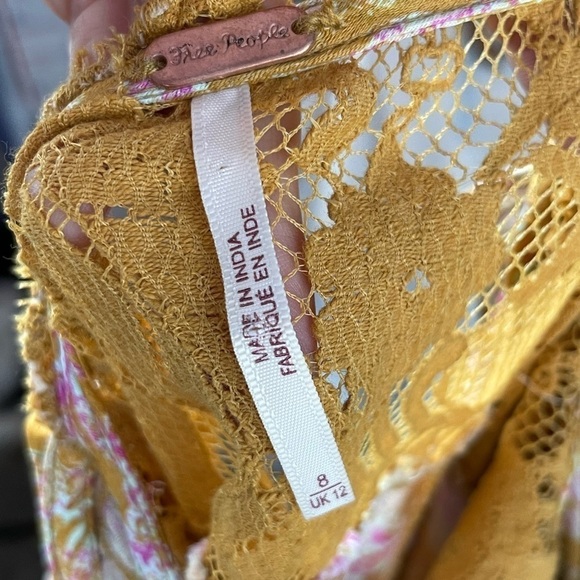 Free People
MADE IN INDIA
FABRIQUÉ EN INDE
8
UK 12